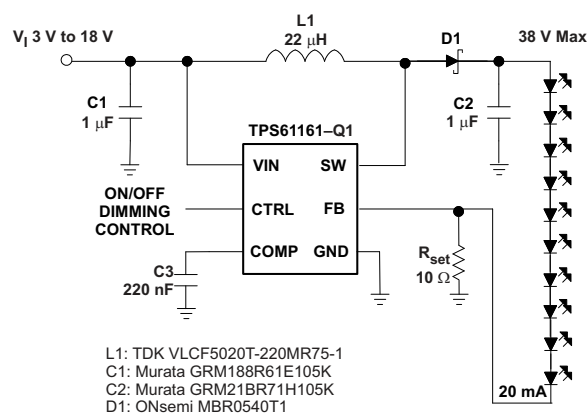 L1
22 μH
V_I 3 V to 18 V
D1
38 V Max
C1
1 μF
C2
1 μF
TPS61161–Q1
VIN
SW
ON/OFF
DIMMING
CONTROL
CTRL
FB
COMP
GND
C3
220 nF
R_set
10 Ω
20 mA
L1: TDK VLCF5020T-220MR75-1
C1: Murata GRM188R61E105K
C2: Murata GRM21BR71H105K
D1: ONsemi MBR0540T1